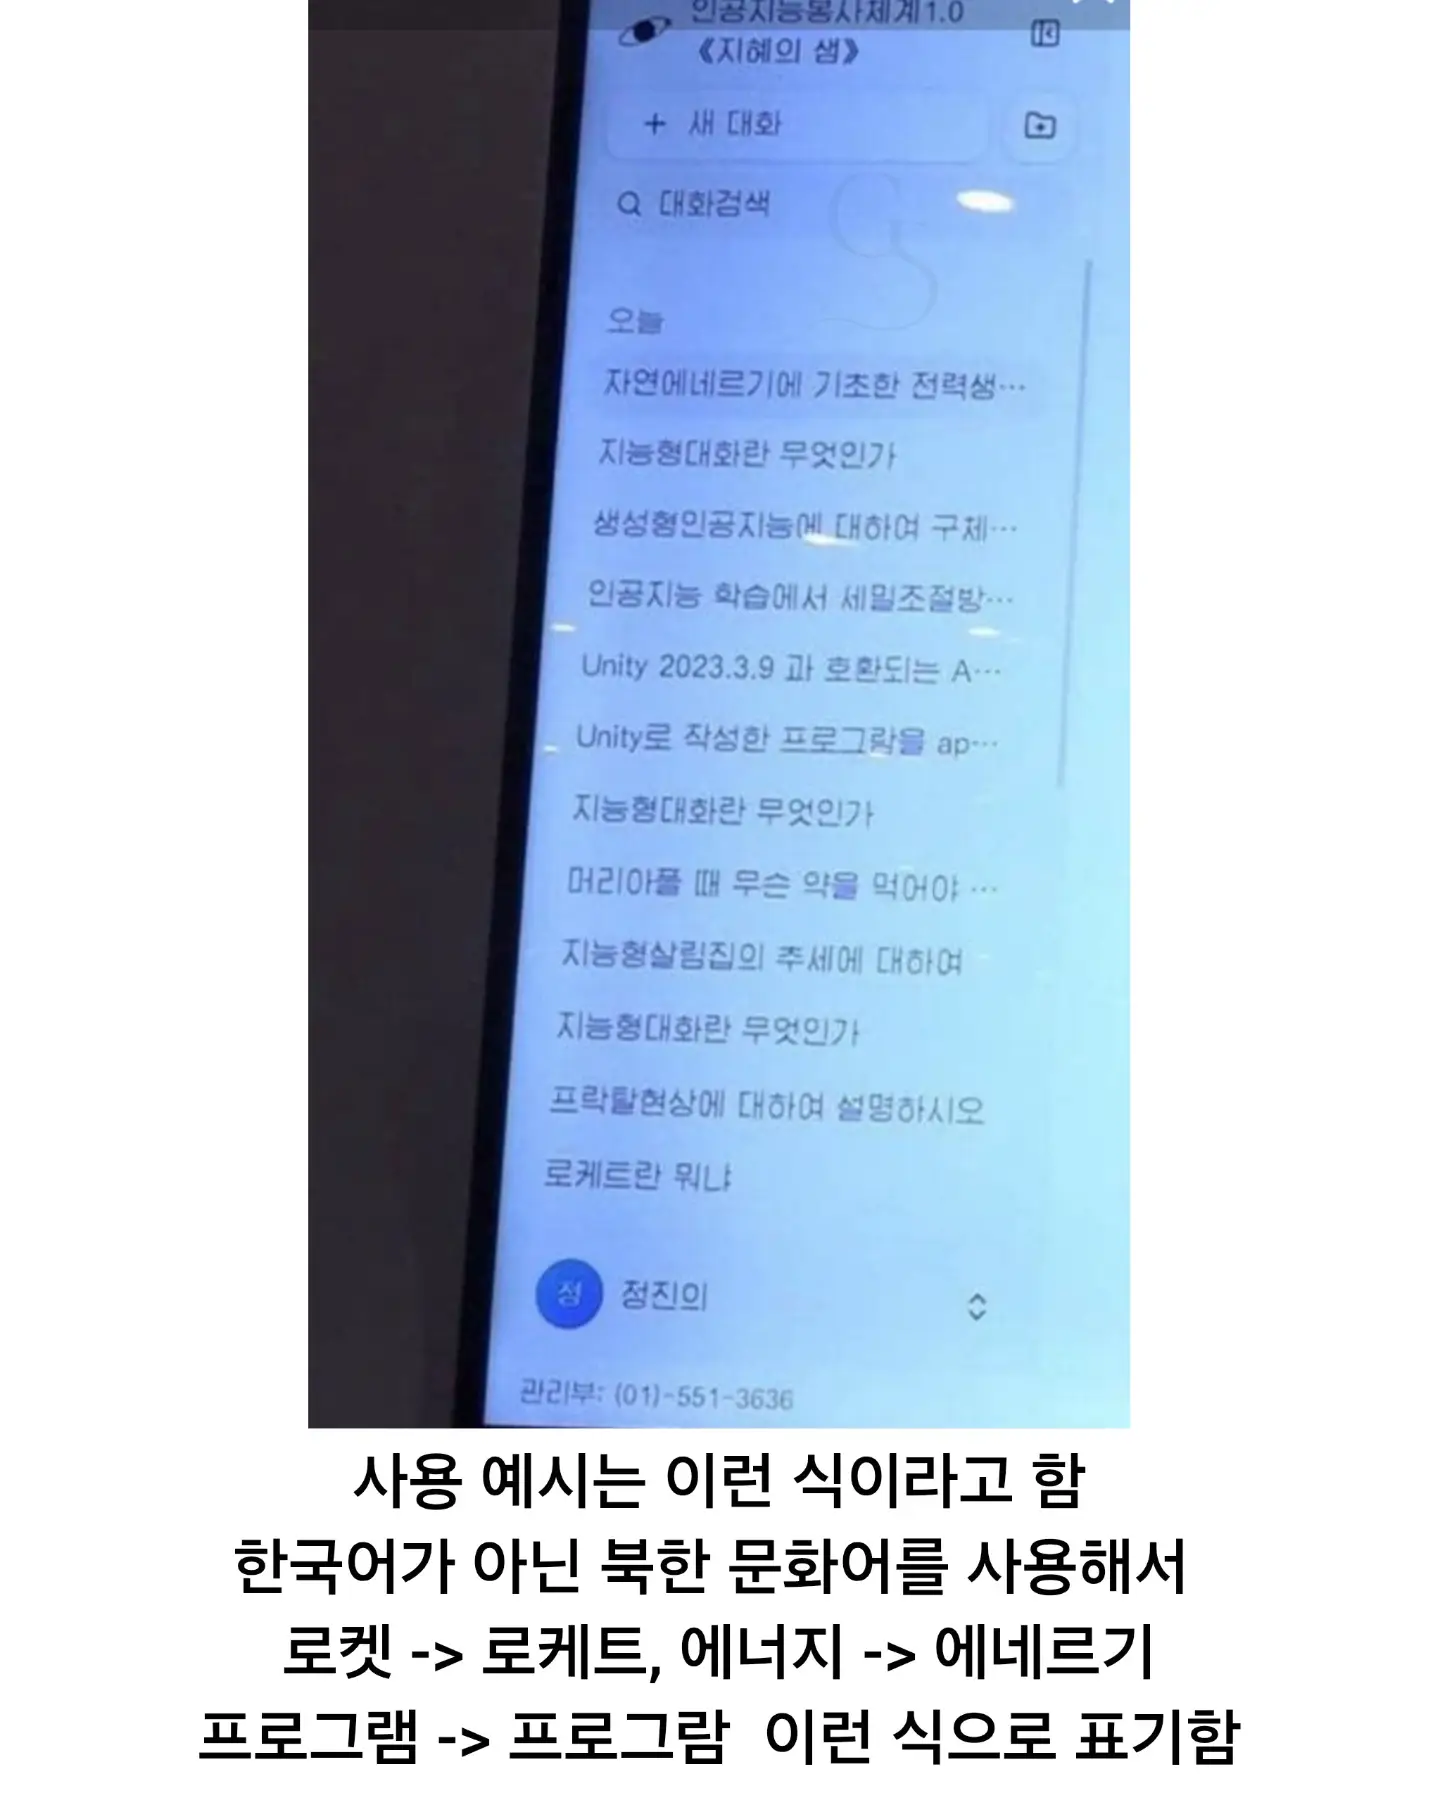 인공지능봉사체계1.0
《지혜의 샘》
+ 새 대화
대화검색
오늘
자연에네르기에 기초한 전력생…
지능형대화란 무엇인가
생성형인공지능에 대하여 구체…
인공지능 학습에서 세밀조절방…
Unity 2023.3.9 과 호환되는 A…
Unity로 작성한 프로그람을 ap…
지능형대화란 무엇인가
머리아플 때 무슨 약을 먹어야 …
지능형살림집의 추세에 대하여
지능형대화란 무엇인가
프락탈현상에 대하여 설명하시오
로케트란 뭐냐
정 정진의
관리부: (01)-551-3636
사용 예시는 이런 식이라고 함
한국어가 아닌 북한 문화어를 사용해서
로켓 -> 로케트, 에너지 -> 에네르기
프로그램 -> 프로그람 이런 식으로 표기함